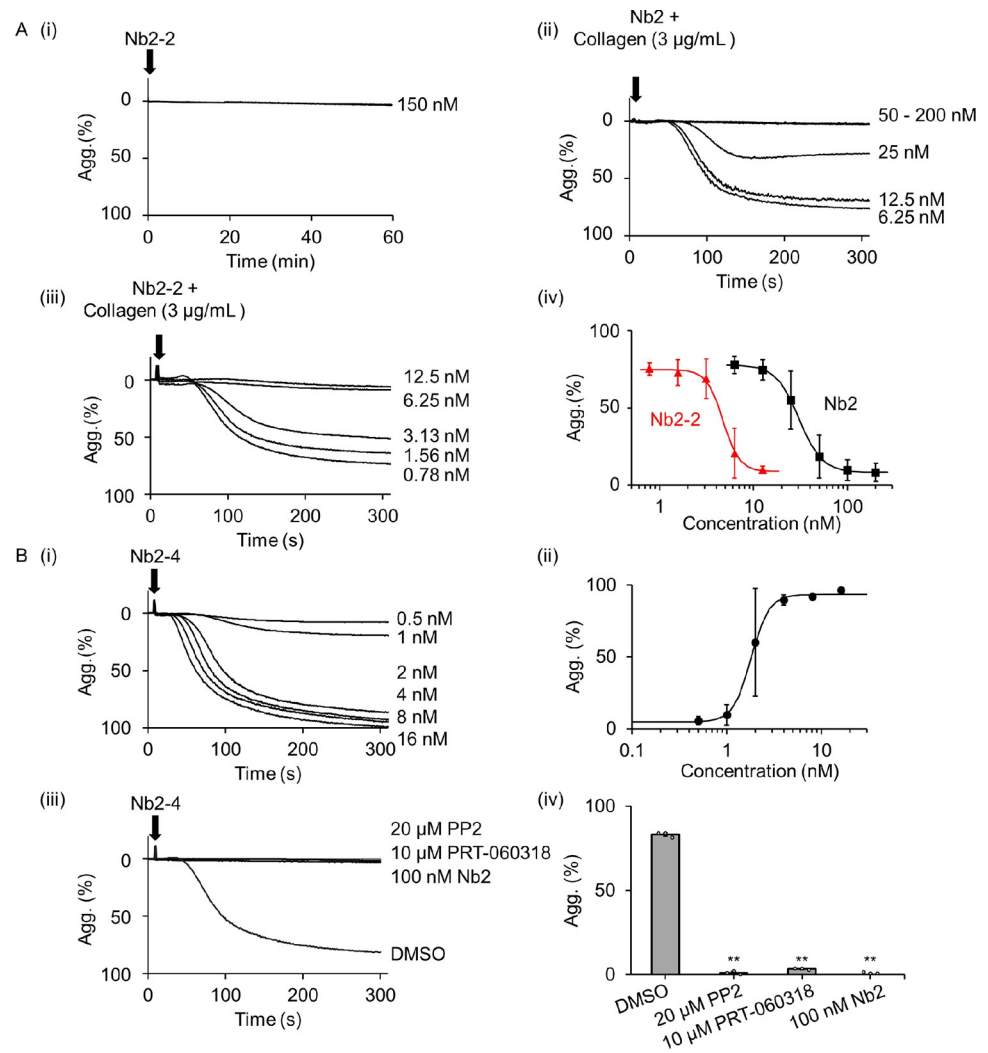 A (i)
Nb2-2
0
50
100
Agg.(%)
150 nM
0 20 40 60
Time (min)
(ii)
Nb2 +
Collagen (3 µg/mL )
0
50
100
Agg.(%)
50 - 200 nM
25 nM
12.5 nM
6.25 nM
0 100 200 300
Time (s)
(iii)
Nb2-2 +
Collagen (3 µg/mL )
0
50
100
Agg.(%)
12.5 nM
6.25 nM
3.13 nM
1.56 nM
0.78 nM
0 100 200 300
Time (s)
(iv)
100
50
0
Agg.(%)
Nb2-2
Nb2
1 10 100
Concentration (nM)
B (i)
Nb2-4
0
50
100
Agg. (%)
0.5 nM
1 nM
2 nM
4 nM
8 nM
16 nM
0 100 200 300
Time (s)
(ii)
100
50
0
Agg. (%)
0.1 1 10
Concentration (nM)
(iii)
Nb2-4
0
50
100
Agg. (%)
20 µM PP2
10 µM PRT-060318
100 nM Nb2
DMSO
0 100 200 300
Time (s)
(iv)
100
50
0
Agg. (%)
** ** **
DMSO
20 µM PP2
10 µM PRT-060318
100 nM Nb2